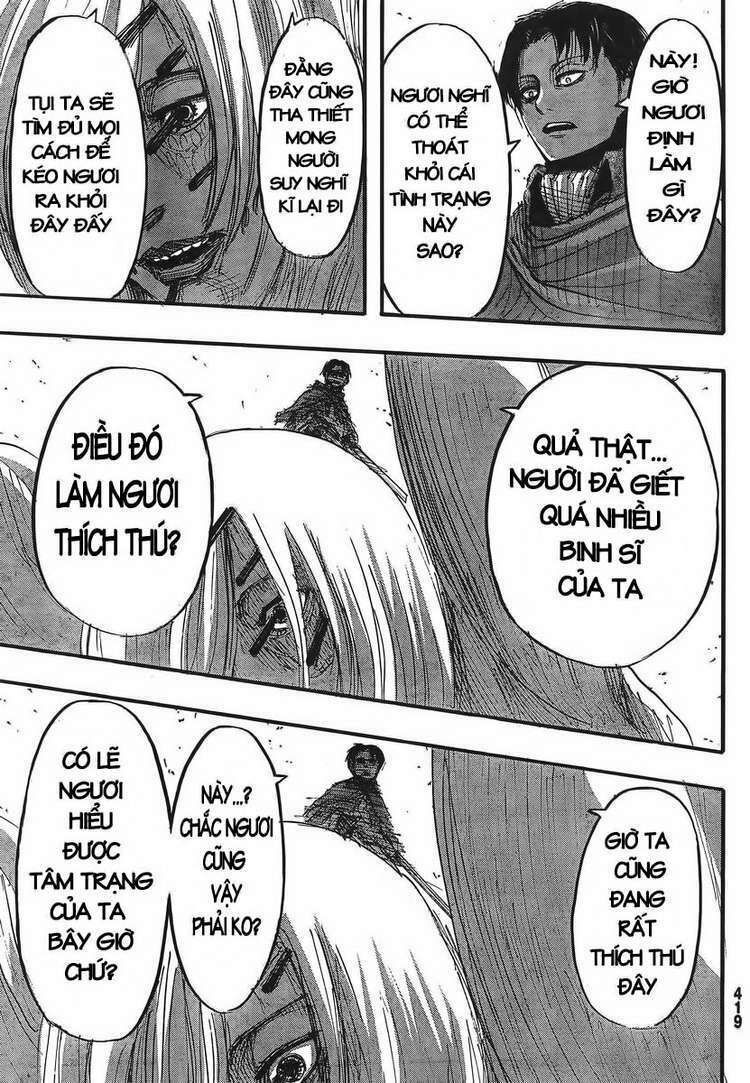 NÀY!
GIỜ
NGƯƠI
ĐỊNH
LÀM
GÌ
ĐÂY?
NGƯƠI NGHĨ
CÓ THỂ
THOÁT
KHỎI CÁI
TÌNH TRẠNG
NÀY
SAO?
ĐẰNG
ĐÂY CŨNG
THA THIẾT
MONG
NGƯỜI
SUY NGHĨ
KĨ LẠI ĐI
TỤI TA SẼ
TÌM ĐỦ MỌI
CÁCH ĐỂ
KÉO NGƯƠI
RA KHỎI
ĐÂY ĐẤY
QUẢ THẬT...
NGƯỜI ĐÃ GIẾT
QUÁ NHIỀU
BINH SĨ
CỦA TA
ĐIỀU ĐÓ
LÀM NGƯƠI
THÍCH THÚ?
GIỜ TA
CŨNG
ĐANG
RẤT
THÍCH THÚ
ĐÂY
NÀY...?
CHẮC NGƯƠI
CŨNG
VẬY
PHẢI KO?
CÓ LẼ
NGƯƠI
HIỂU
ĐƯỢC
TÂM TRẠNG
CỦA TA
BÂY GIỜ
CHỨ?
419